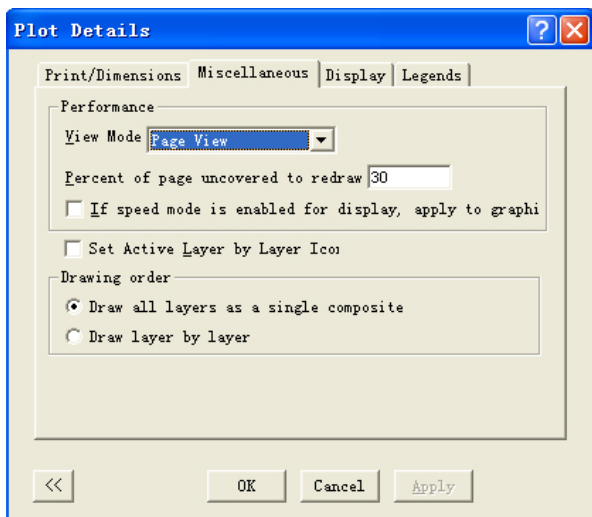 Plot Details
Print/Dimensions Miscellaneous Display Legends
Performance
View Mode Page View
Percent of page uncovered to redraw 30
If speed mode is enabled for display, apply to graphi
Set Active Layer by Layer Icon
Drawing order
Draw all layers as a single composite
Draw layer by layer
<< OK Cancel Apply